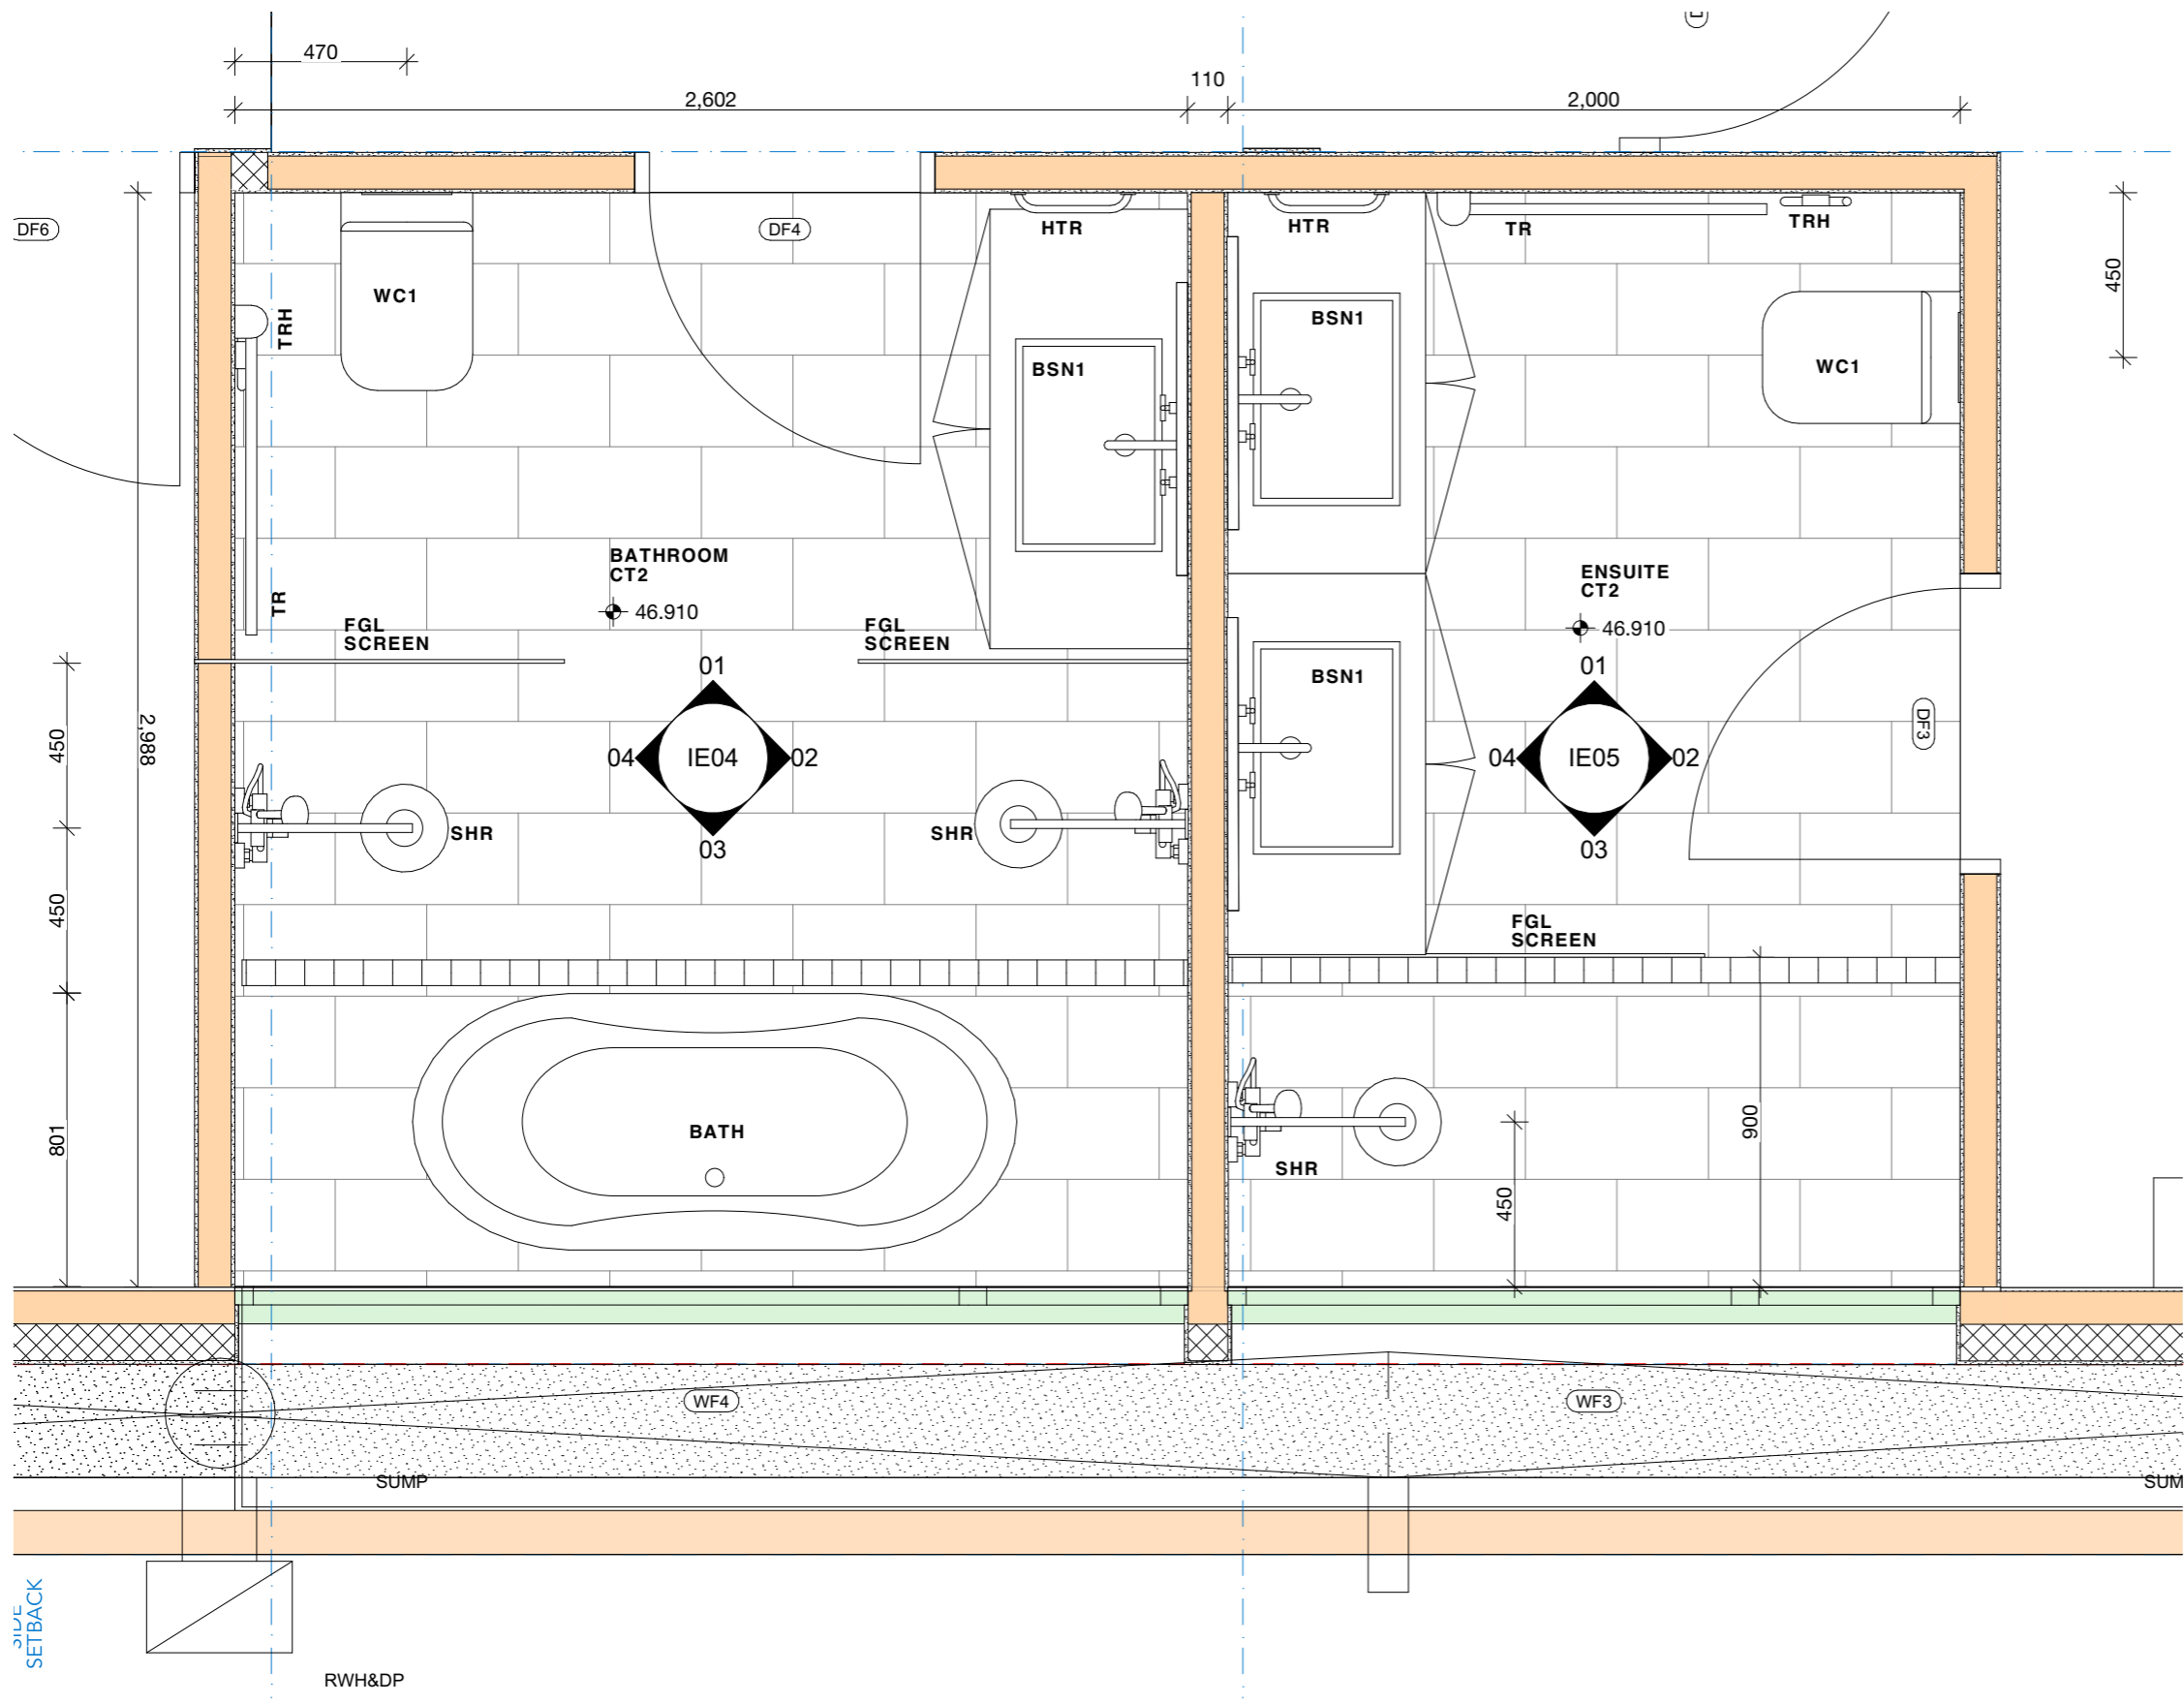 470
110
2,602
2,000
DF6
DF4
HTR
HTR
TR
TRH
450
WC1
TRH
BSN1
BSN1
WC1
BATHROOM
CT2
46.910
ENSUITE
CT2
46.910
TR
FGL
SCREEN
FGL
SCREEN
BSN1
01
04
IE04
02
03
01
04
IE05
02
03
DF3
450
2,988
SHR
SHR
450
FGL
SCREEN
801
BATH
SHR
450
900
WF4
WF3
SUMP
SUM
SIDE
SETBACK
RWH&DP